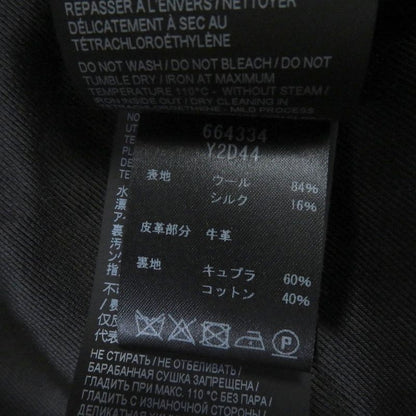 REPASSER À L'ENVERS / NETTOYER
DÉLICATEMENT À SEC AU
TÉTRACHLOROÉTHYLÈNE
DO NOT WASH / DO NOT BLEACH / DO NOT
TUMBLE DRY / IRON AT MAXIMUM
TEMPERATURE 110°C - WITHOUT STEAM /
IRON INSIDE OUT / DRY CLEANING IN
TETRACHLOROETHENE - MILD PROCESS
664334
Y2D44
表地 ウール 84%
シルク 16%
皮革部分 牛革
裏地 キュプラ 60%
コットン 40%
НЕ СТИРАТЬ / НЕ ОТБЕЛИВАТЬ /
БАРАБАННАЯ СУШКА ЗАПРЕЩЕНА /
ГЛАДИТЬ ПРИ МАКС. 110 °C БЕЗ ПАРА /
ГЛАДИТЬ С ИЗНАНОЧНОЙ СТОРОНЫ /